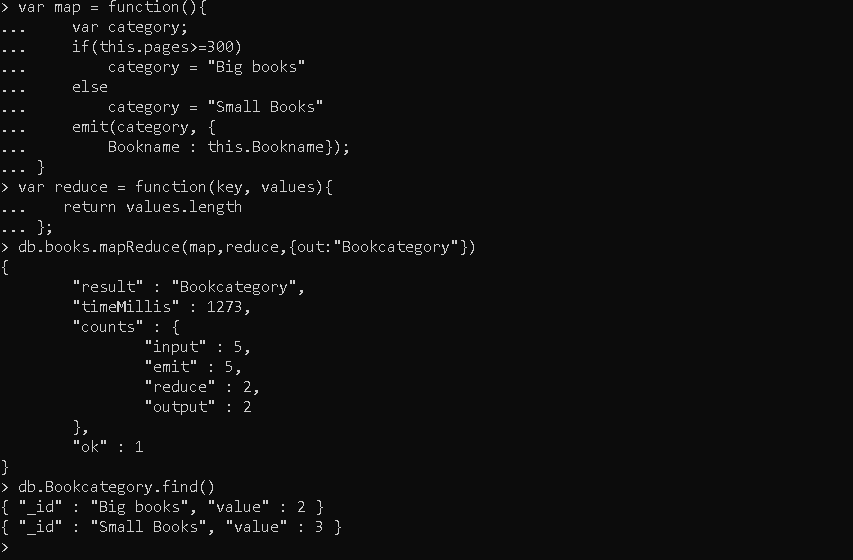 > var map = function(){
...     var category;
...     if(this.pages>=300)
...         category = "Big books"
...     else
...         category = "Small Books"
...     emit(category, {
...         Bookname : this.Bookname});
... }
> var reduce = function(key, values){
...    return values.length
... };
> db.books.mapReduce(map,reduce,{out:"Bookcategory"})
{
        "result" : "Bookcategory",
        "timeMillis" : 1273,
        "counts" : {
                "input" : 5,
                "emit" : 5,
                "reduce" : 2,
                "output" : 2
        },
        "ok" : 1
}
> db.Bookcategory.find()
{ "_id" : "Big books", "value" : 2 }
{ "_id" : "Small Books", "value" : 3 }
>